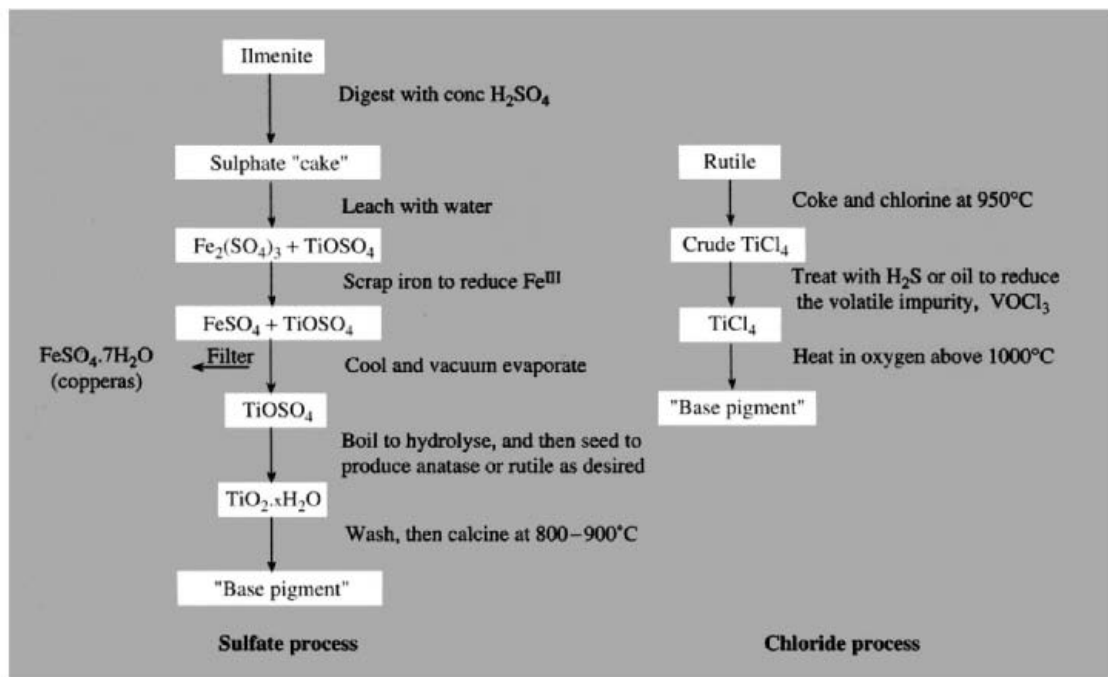 Ilmenite
Digest with conc H₂SO₄
Sulphate "cake"
Leach with water
Fe₂(SO₄)₃ + TiOSO₄
Scrap iron to reduce Feᴵᴵᴵ
FeSO₄ + TiOSO₄
FeSO₄.7H₂O
(copperas)
Filter
Cool and vacuum evaporate
TiOSO₄
Boil to hydrolyse, and then seed to
produce anatase or rutile as desired
TiO₂.xH₂O
Wash, then calcine at 800–900°C
"Base pigment"
Sulfate process
Rutile
Coke and chlorine at 950°C
Crude TiCl₄
Treat with H₂S or oil to reduce
the volatile impurity, VOCl₃
TiCl₄
Heat in oxygen above 1000°C
"Base pigment"
Chloride process